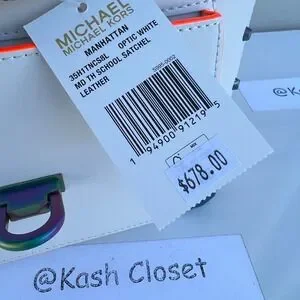 MICHAEL
MICHAEL KORS
MANHATTAN
35H1TNCS8L OPTIC WHITE
MD TH SCHOOL SATCHEL
LEATHER
1 94900 91219 5
$678.00
@Kash Closet
@Kas